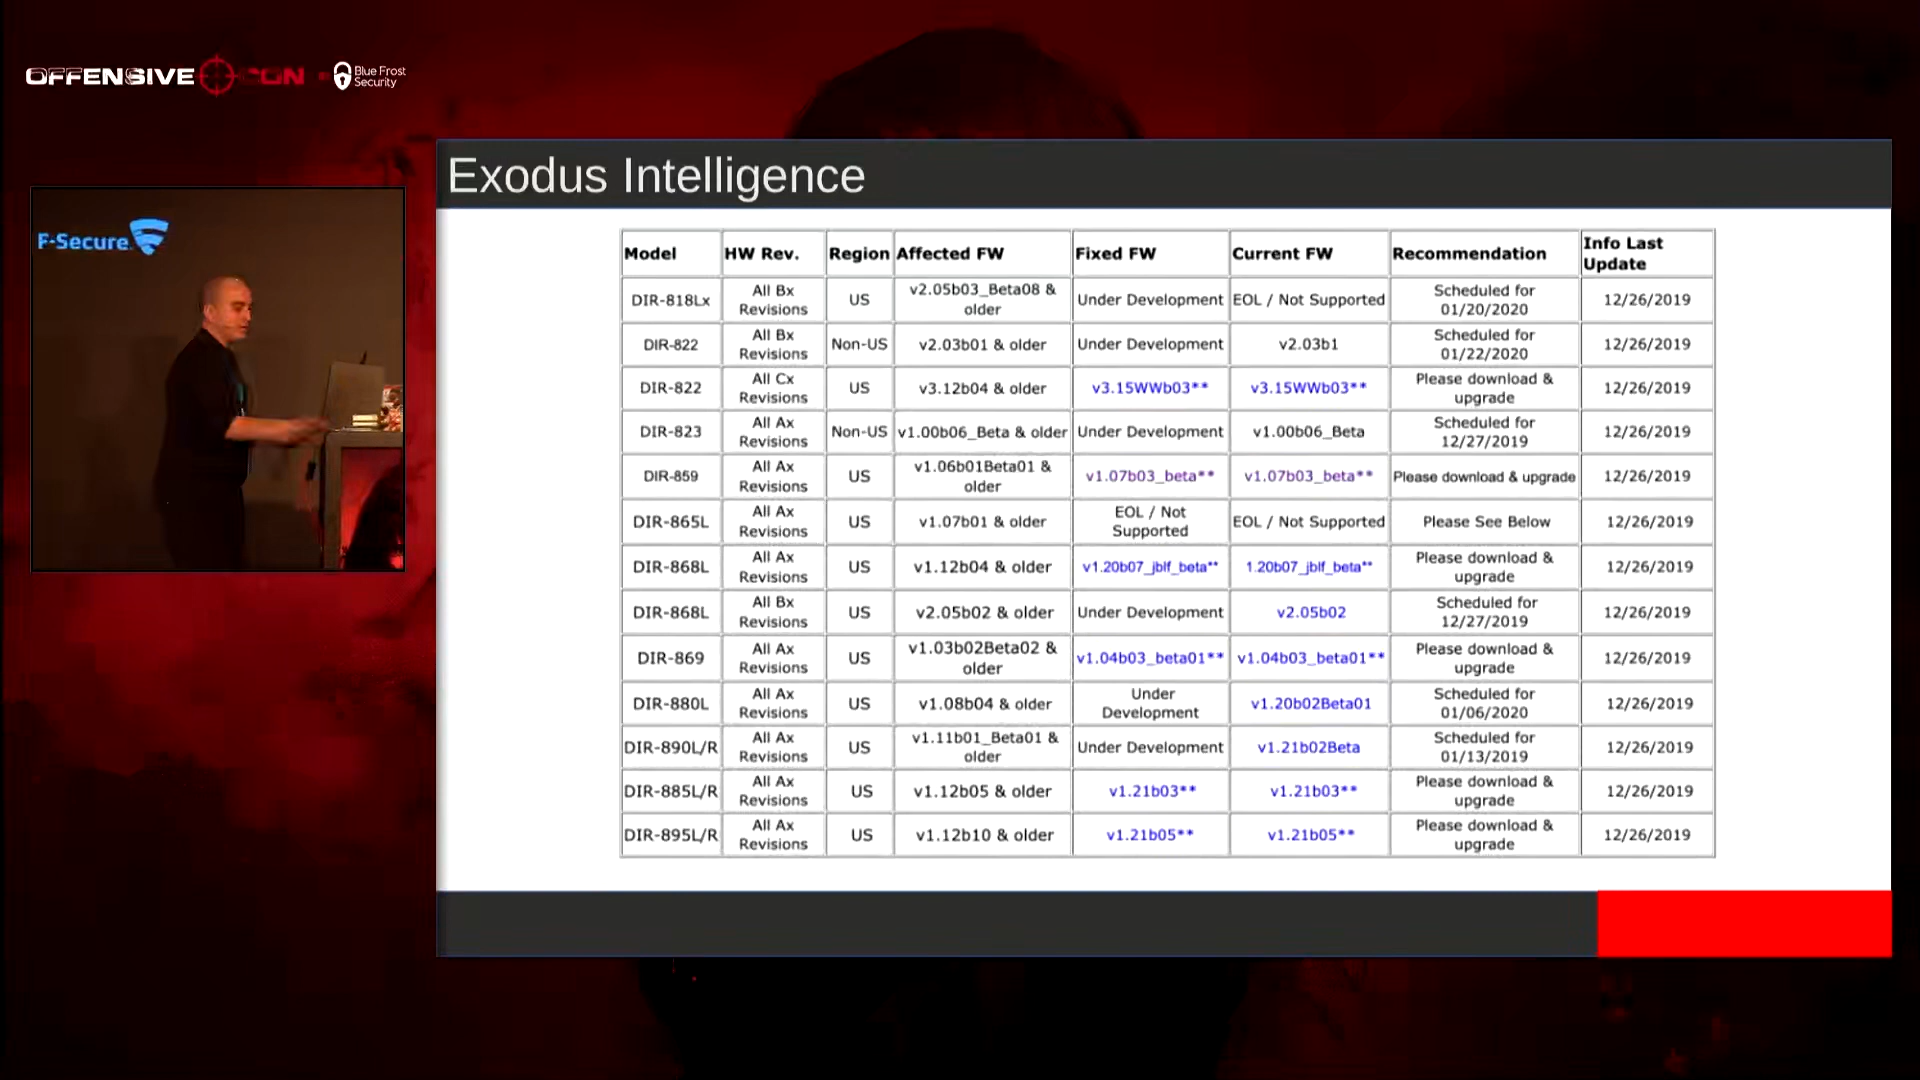 OFFENSIVE CON
Blue Frost
Security
F-Secure.
Exodus Intelligence
Model HW Rev. Region Affected FW Fixed FW Current FW Recommendation Info Last Update
DIR-818Lx All Bx Revisions US v2.05b03_Beta08 & older Under Development EOL / Not Supported Scheduled for 01/20/2020 12/26/2019
DIR-822 All Bx Revisions Non-US v2.03b01 & older Under Development v2.03b1 Scheduled for 01/22/2020 12/26/2019
DIR-822 All Cx Revisions US v3.12b04 & older v3.15WWb03** v3.15WWb03** Please download & upgrade 12/26/2019
DIR-823 All Ax Revisions Non-US v1.00b06_Beta & older Under Development v1.00b06_Beta Scheduled for 12/27/2019 12/26/2019
DIR-859 All Ax Revisions US v1.06b01Beta01 & older v1.07b03_beta** v1.07b03_beta** Please download & upgrade 12/26/2019
DIR-865L All Ax Revisions US v1.07b01 & older EOL / Not Supported EOL / Not Supported Please See Below 12/26/2019
DIR-868L All Ax Revisions US v1.12b04 & older v1.20b07_jblf_beta** 1.20b07_jblf_beta** Please download & upgrade 12/26/2019
DIR-868L All Bx Revisions US v2.05b02 & older Under Development v2.05b02 Scheduled for 12/27/2019 12/26/2019
DIR-869 All Ax Revisions US v1.03b02Beta02 & older v1.04b03_beta01** v1.04b03_beta01** Please download & upgrade 12/26/2019
DIR-880L All Ax Revisions US v1.08b04 & older Under Development v1.20b02Beta01 Scheduled for 01/06/2020 12/26/2019
DIR-890L/R All Ax Revisions US v1.11b01_Beta01 & older Under Development v1.21b02Beta Scheduled for 01/13/2019 12/26/2019
DIR-885L/R All Ax Revisions US v1.12b05 & older v1.21b03** v1.21b03** Please download & upgrade 12/26/2019
DIR-895L/R All Ax Revisions US v1.12b10 & older v1.21b05** v1.21b05** Please download & upgrade 12/26/2019